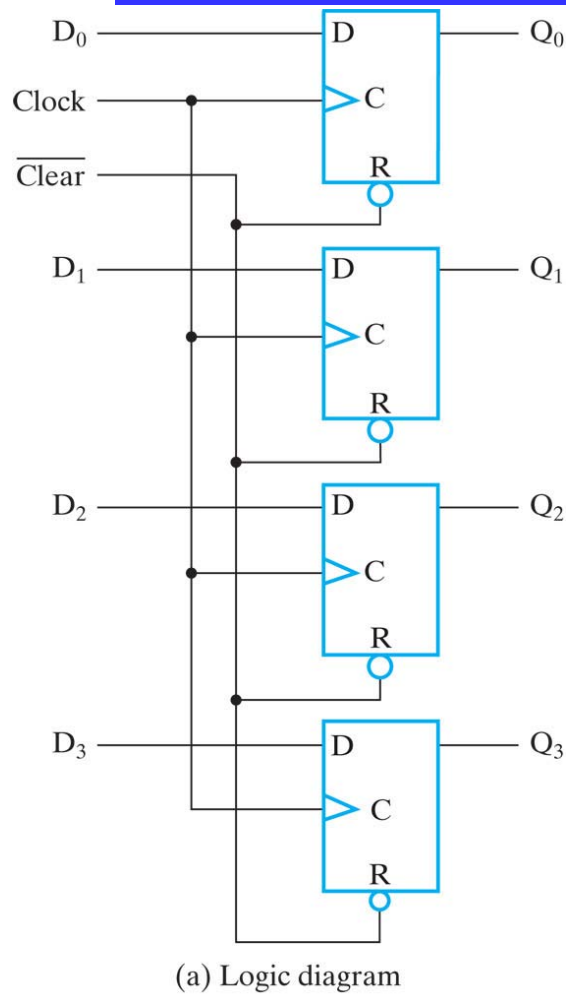 D₀ D Q₀
Clock C
Clear
R
D₁ D Q₁
C
R
D₂ D Q₂
C
R
D₃ D Q₃
C
R
(a) Logic diagram